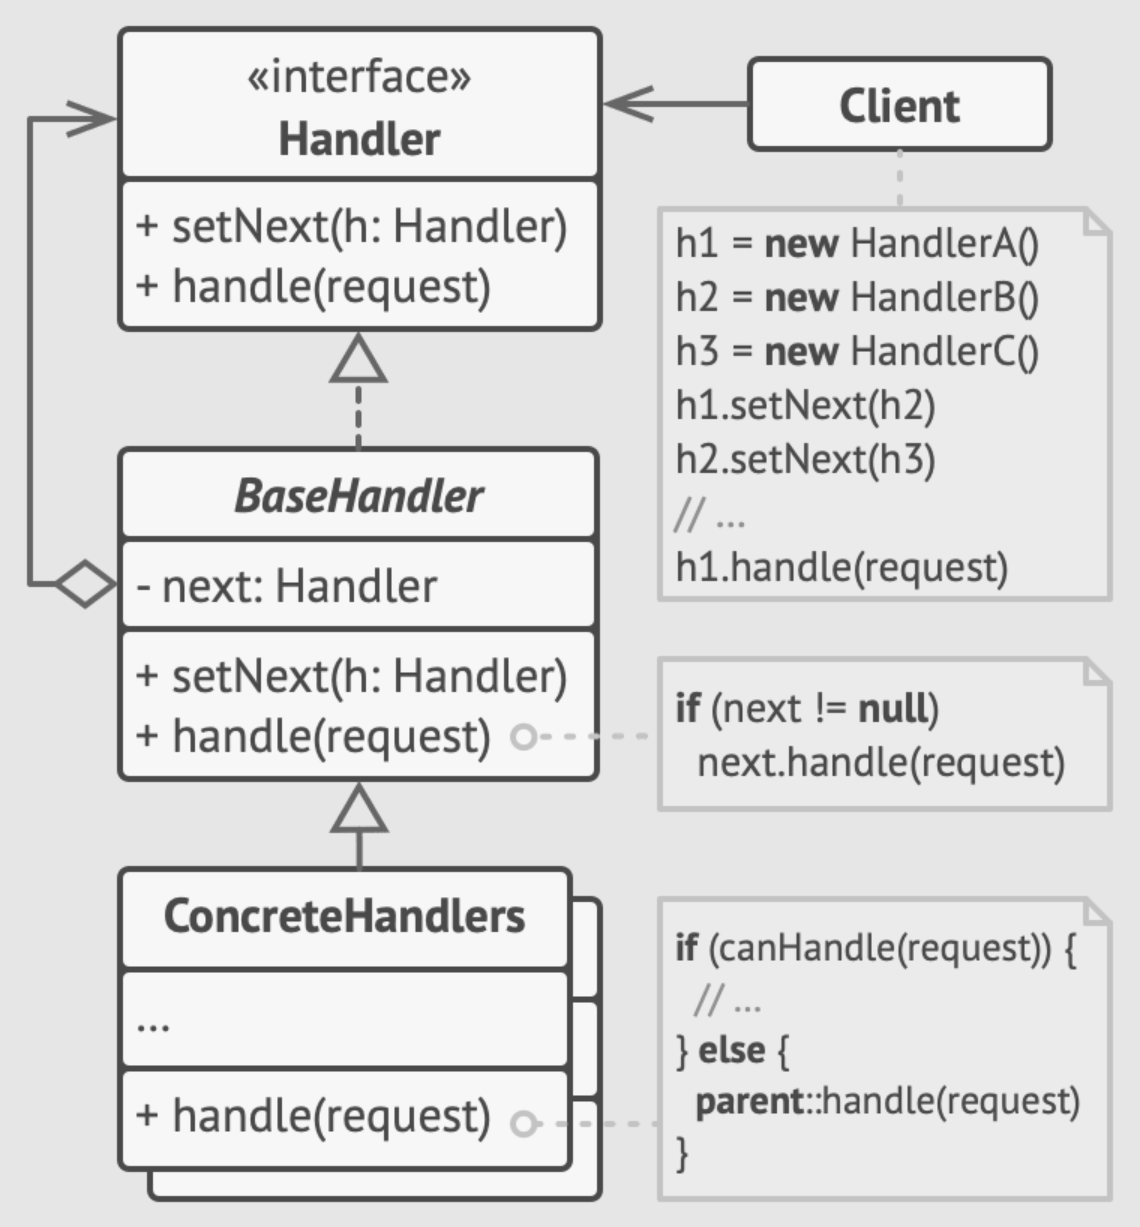 «interface»
Handler
+ setNext(h: Handler)
+ handle(request)
Client
h1 = new HandlerA()
h2 = new HandlerB()
h3 = new HandlerC()
h1.setNext(h2)
h2.setNext(h3)
// ...
h1.handle(request)
BaseHandler
- next: Handler
+ setNext(h: Handler)
+ handle(request)
if (next != null)
next.handle(request)
ConcreteHandlers
...
+ handle(request)
if (canHandle(request)) {
// ...
} else {
parent::handle(request)
}